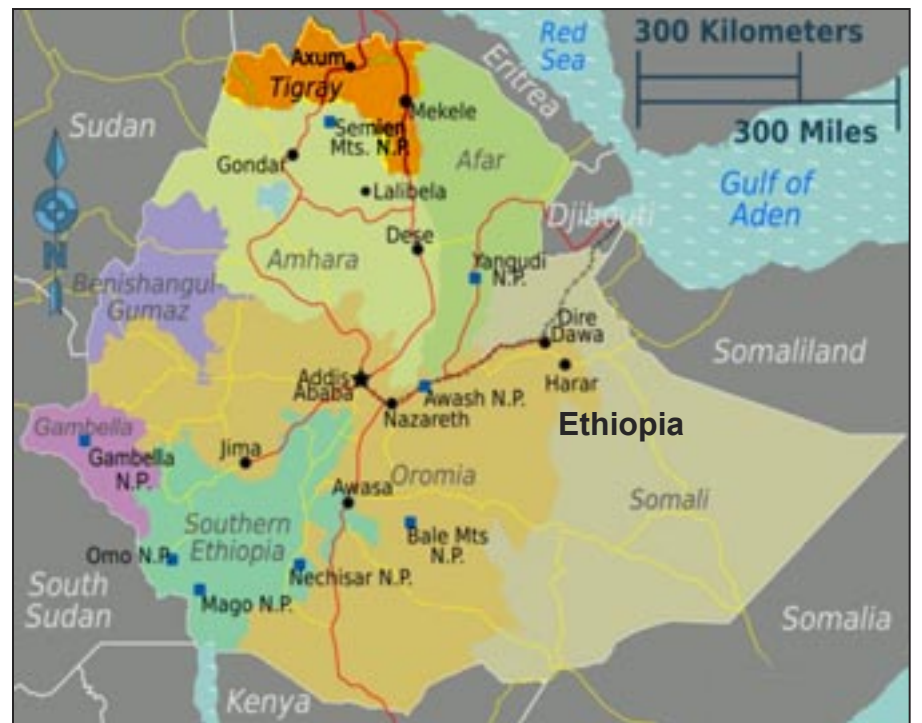 Red
Sea
300 Kilometers
300 Miles
Eritrea
Axum
Tigray
Mekele
Sudan
Semien
Mts. N.P.
Afar
Gondar
Gulf of
Aden
Lalibela
Djibouti
Dese
Amhara
Yangudi
N.P.
N
Benishangul-
Gumaz
Dire
Dawa
Somaliland
Addis
Ababa
Harar
Awash N.P.
Nazareth
Ethiopia
Gambella
Gambella
N.P.
Jima
Oromia
Awasa
Somali
Southern
Ethiopia
Bale Mts
N.P.
Omo N.P.
Nechisar N.P.
South
Sudan
Mago N.P.
Somalia
Kenya